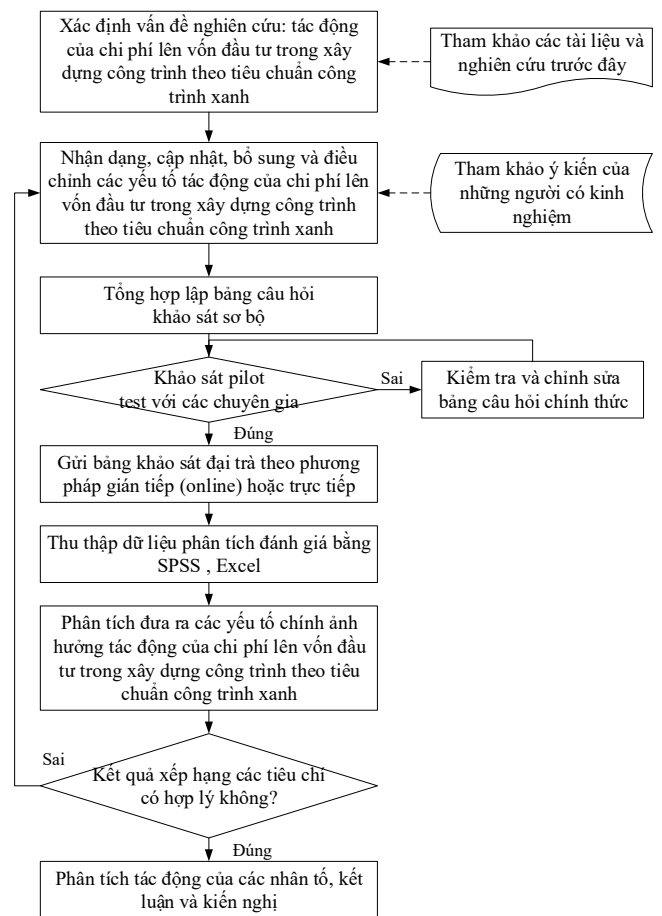 Xác định vấn đề nghiên cứu: tác động
của chi phí lên vốn đầu tư trong xây
dựng công trình theo tiêu chuẩn công
trình xanh
Tham khảo các tài liệu và
nghiên cứu trước đây
Nhận dạng, cập nhật, bổ sung và điều
chỉnh các yếu tố tác động của chi phí lên
vốn đầu tư trong xây dựng công trình
theo tiêu chuẩn công trình xanh
Tham khảo ý kiến của
những người có kinh
nghiệm
Tổng hợp lập bảng câu hỏi
khảo sát sơ bộ
Khảo sát pilot
test với các chuyên gia
Sai
Kiểm tra và chỉnh sửa
bảng câu hỏi chính thức
Đúng
Gửi bảng khảo sát đại trà theo phương
pháp gián tiếp (online) hoặc trực tiếp
Thu thập dữ liệu phân tích đánh giá bằng
SPSS , Excel
Phân tích đưa ra các yếu tố chính ảnh
hưởng tác động của chi phí lên vốn đầu
tư trong xây dựng công trình theo tiêu
chuẩn công trình xanh
Sai
Kết quả xếp hạng các tiêu chí
có hợp lý không?
Đúng
Phân tích tác động của các nhân tố, kết
luận và kiến nghị